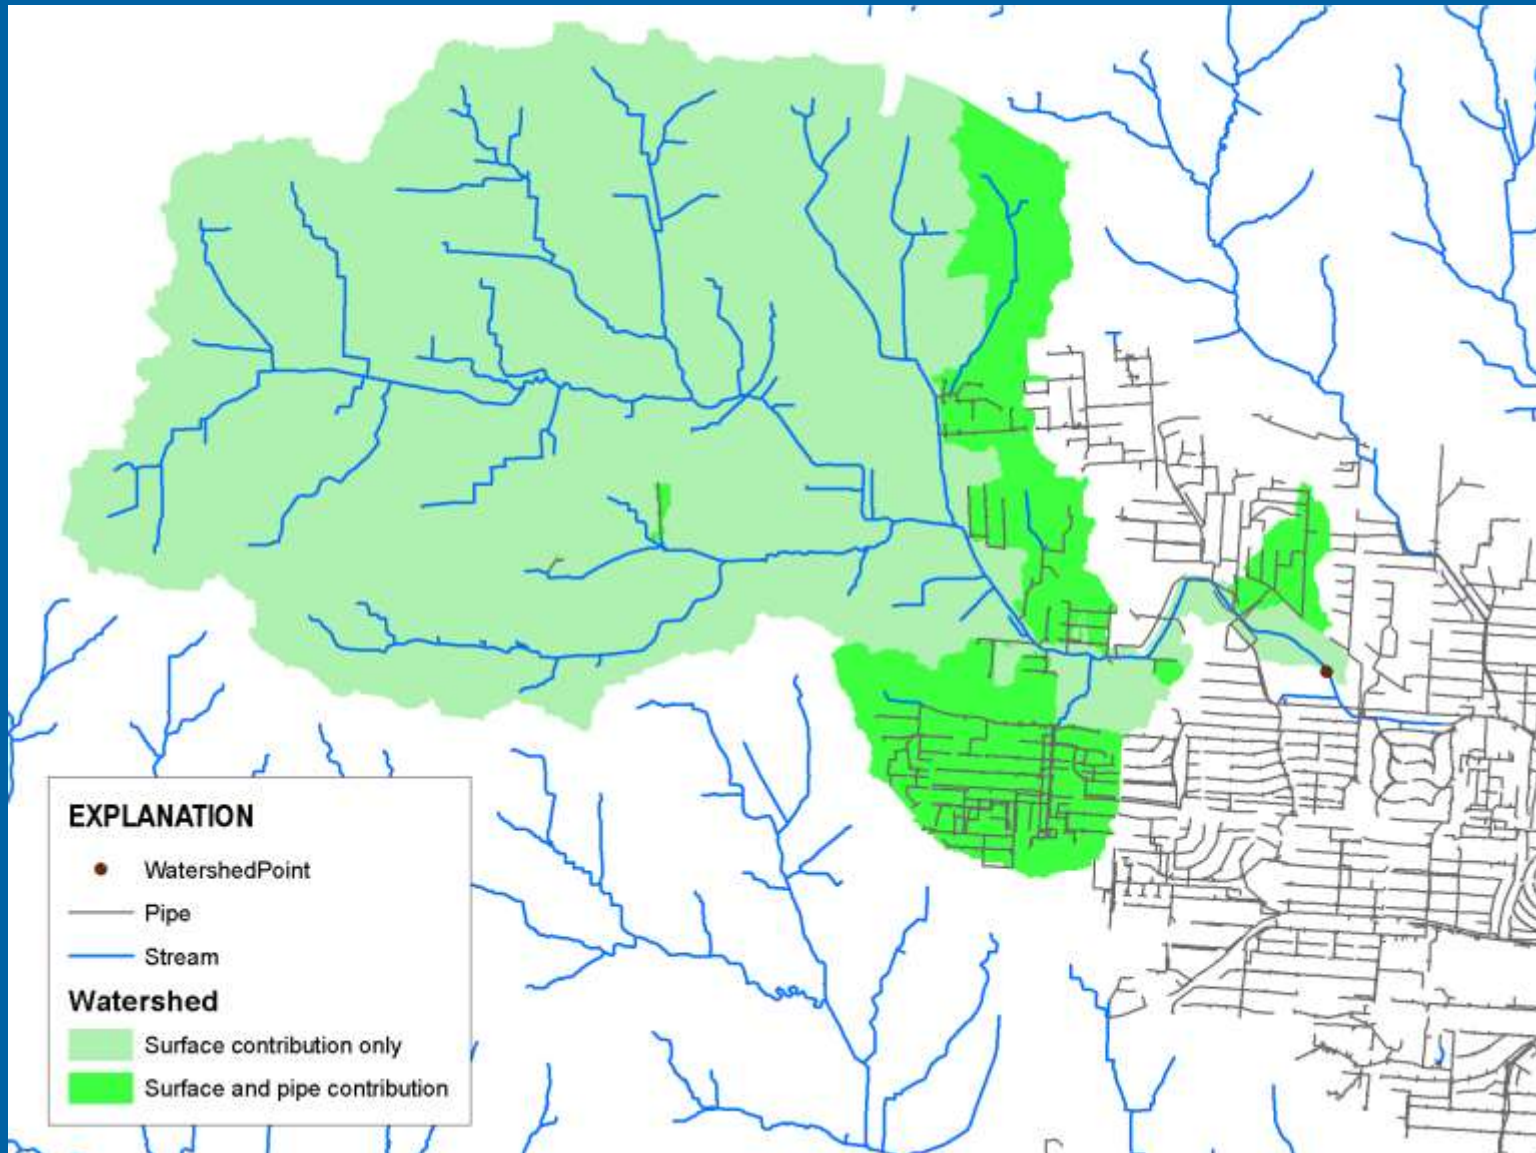 EXPLANATION
WatershedPoint
Pipe
Stream
Watershed
Surface contribution only
Surface and pipe contribution